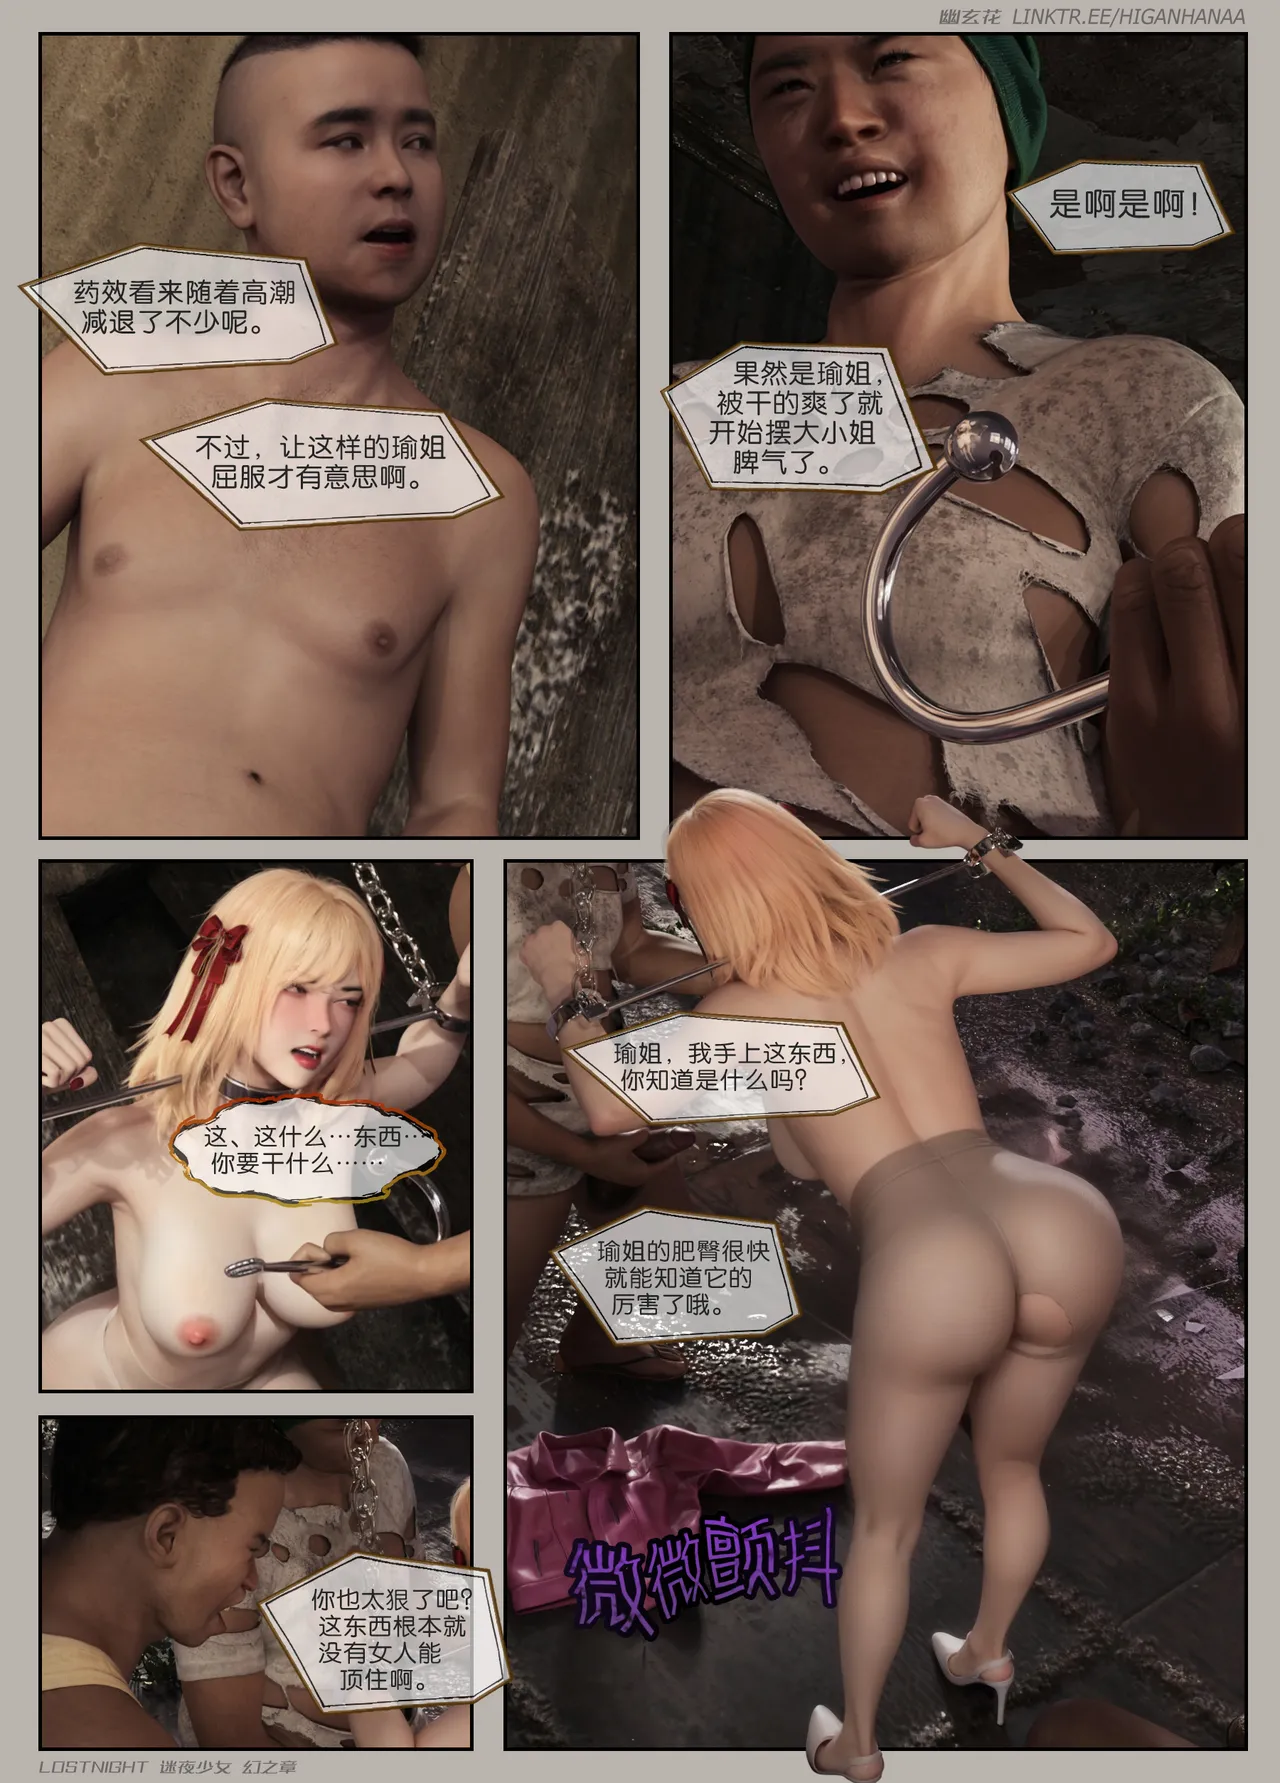 幽玄花 LINKTR.EE/HIGANHANAA
药效看来随着高潮
减退了不少呢。
不过，让这样的瑜姐
屈服才有意思啊。
是啊是啊！
果然是瑜姐，
被干的爽了就
开始摆大小姐
脾气了。
这、这什么…东西…
你要干什么……
瑜姐，我手上这东西，
你知道是什么吗？
瑜姐的肥臀很快
就能知道它的
厉害了哦。
微微颤抖
你也太狠了吧？
这东西根本就
没有女人能
顶住啊。
LOSTNIGHT 迷夜少女 幻之章